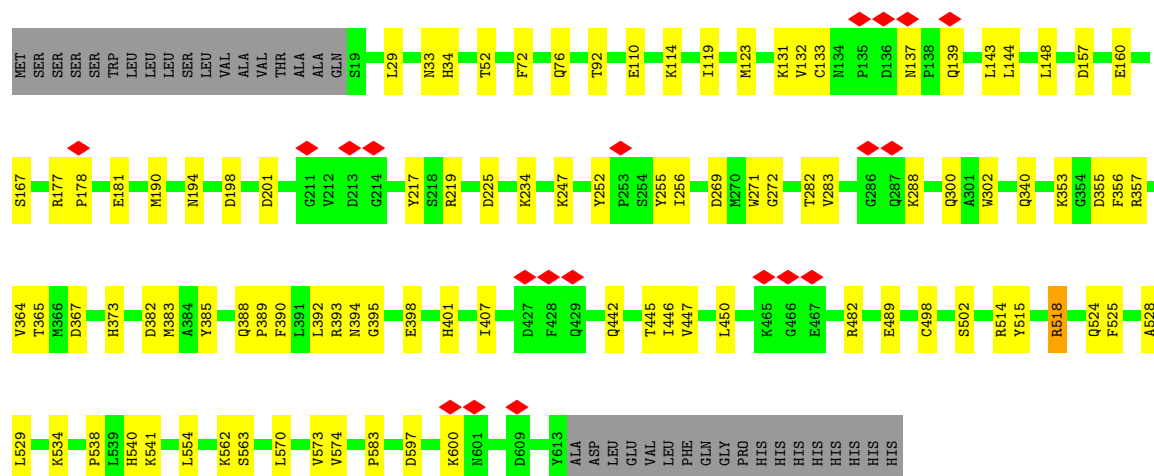 MET SER SER SER SER TRP LEU LEU LEU SER LEU VAL ALA VAL THR ALA ALA GLN S19 L29 N33 H34 T52 F72 Q76 T92 E110 K114 I119 M123 K131 V132 C133 N134 P135 D136 N137 P138 Q139 L143 L144 L148 D157 E160
S167 R177 P178 E181 M190 N194 D198 D201 G211 V212 D213 G214 Y217 S218 R219 D225 K234 K247 Y252 P253 S254 Y255 I256 D269 M270 W271 G272 T282 V283 G286 Q287 K288 Q300 A301 W302 Q340 K353 G354 D355 F356 R357
V364 T365 M366 D367 H373 D382 M383 A384 Y385 Q388 P389 F390 L391 L392 R393 N394 G395 E398 H401 I407 D427 F428 Q429 Q442 T445 I446 V447 L450 K465 G466 E467 R482 E489 C498 S502 R514 Y515 R518 Q524 F525 A528
L529 K534 P538 L539 H540 K541 L554 K562 S563 L570 V573 V574 P583 D597 K600 N601 D609 Y613 ALA ASP LEU GLU VAL LEU PHE GLN GLY PRO HIS HIS HIS HIS HIS HIS HIS HIS